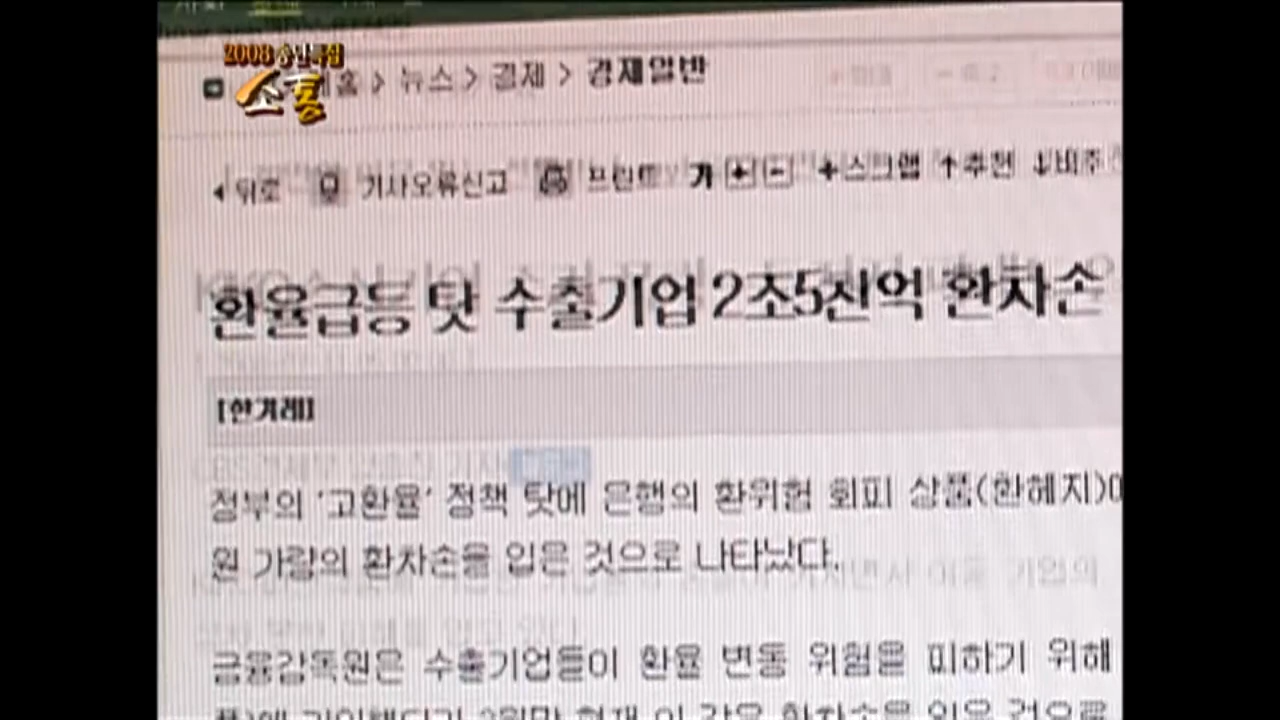 2008 송년특집
소통
홈 > 뉴스 > 경제 > 경제일반
뒤로 기사오류신고 프린트 가 + - +스크랩 ↑추천 ↓비추
환율급등 탓 수출기업 2조5천억 환차손
[한겨레]
정부의 '고환율' 정책 탓에 은행의 환위험 회피 상품(환헤지)에
원 가량의 환차손을 입은 것으로 나타났다.
금융감독원은 수출기업들이 환율 변동 위험을 피하기 위해